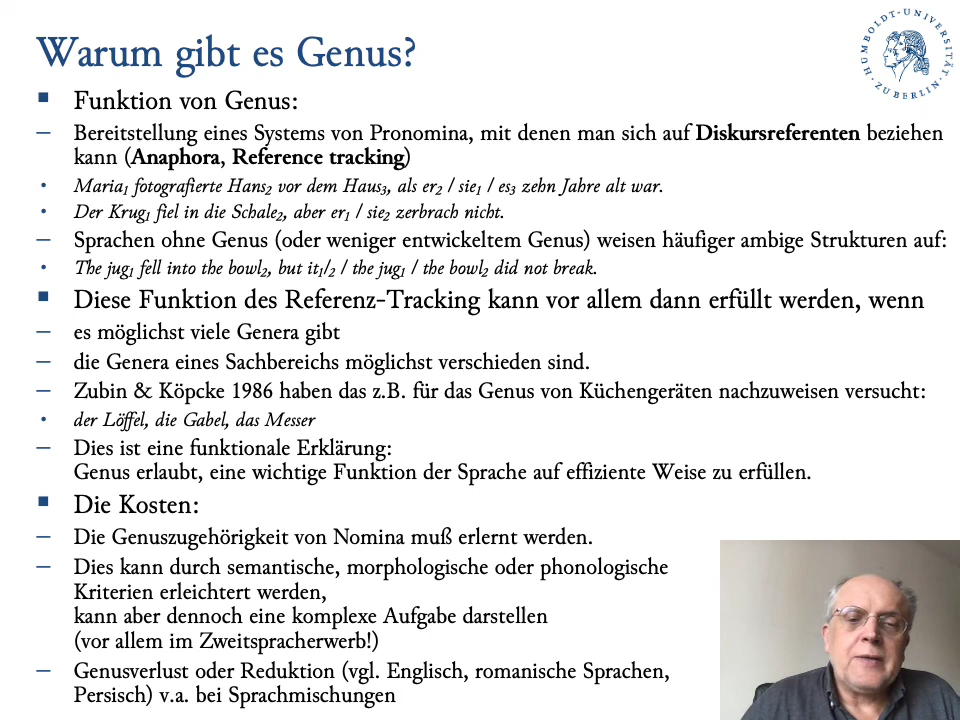 Warum gibt es Genus?
HUMBOLDT-UNIVERSITÄT ZU BERLIN
▪ Funktion von Genus:
– Bereitstellung eines Systems von Pronomina, mit denen man sich auf Diskursreferenten beziehen
kann (Anaphora, Reference tracking)
• Maria₁ fotografierte Hans₂ vor dem Haus₃, als er₂ / sie₁ / es₃ zehn Jahre alt war.
• Der Krug₁ fiel in die Schale₂, aber er₁ / sie₂ zerbrach nicht.
– Sprachen ohne Genus (oder weniger entwickeltem Genus) weisen häufiger ambige Strukturen auf:
• The jug₁ fell into the bowl₂, but it₁/₂ / the jug₁ / the bowl₂ did not break.
▪ Diese Funktion des Referenz-Tracking kann vor allem dann erfüllt werden, wenn
– es möglichst viele Genera gibt
– die Genera eines Sachbereichs möglichst verschieden sind.
– Zubin & Köpcke 1986 haben das z.B. für das Genus von Küchengeräten nachzuweisen versucht:
• der Löffel, die Gabel, das Messer
– Dies ist eine funktionale Erklärung:
Genus erlaubt, eine wichtige Funktion der Sprache auf effiziente Weise zu erfüllen.
▪ Die Kosten:
– Die Genuszugehörigkeit von Nomina muß erlernt werden.
– Dies kann durch semantische, morphologische oder phonologische
Kriterien erleichtert werden,
kann aber dennoch eine komplexe Aufgabe darstellen
(vor allem im Zweitspracherwerb!)
– Genusverlust oder Reduktion (vgl. Englisch, romanische Sprachen,
Persisch) v.a. bei Sprachmischungen